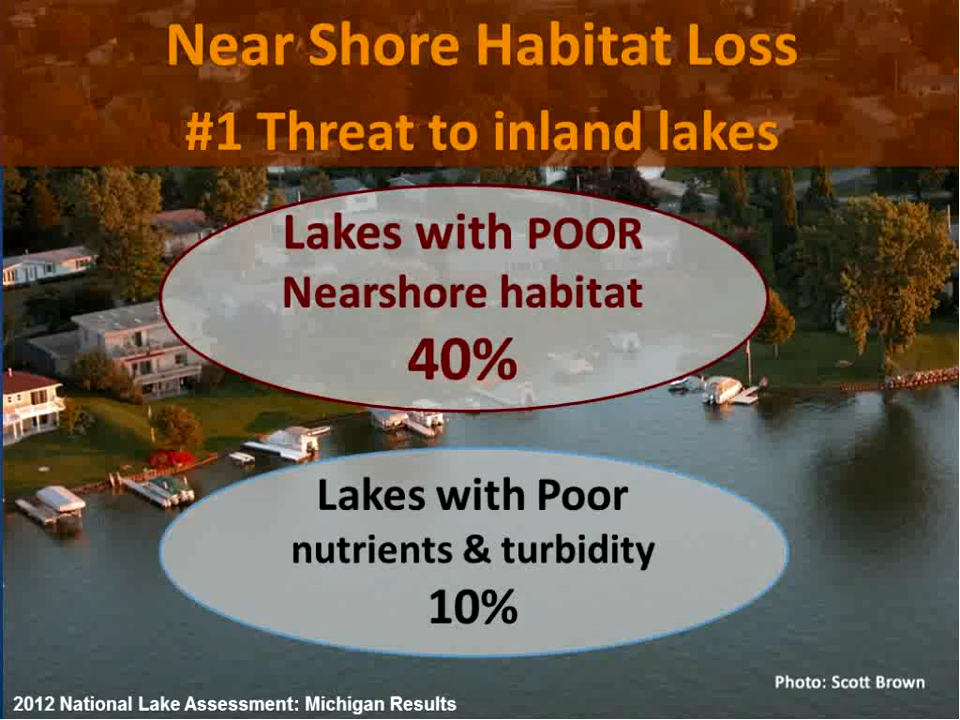 Near Shore Habitat Loss
#1 Threat to inland lakes
Lakes with POOR
Nearshore habitat
40%
Lakes with Poor
nutrients & turbidity
10%
Photo: Scott Brown
2012 National Lake Assessment: Michigan Results